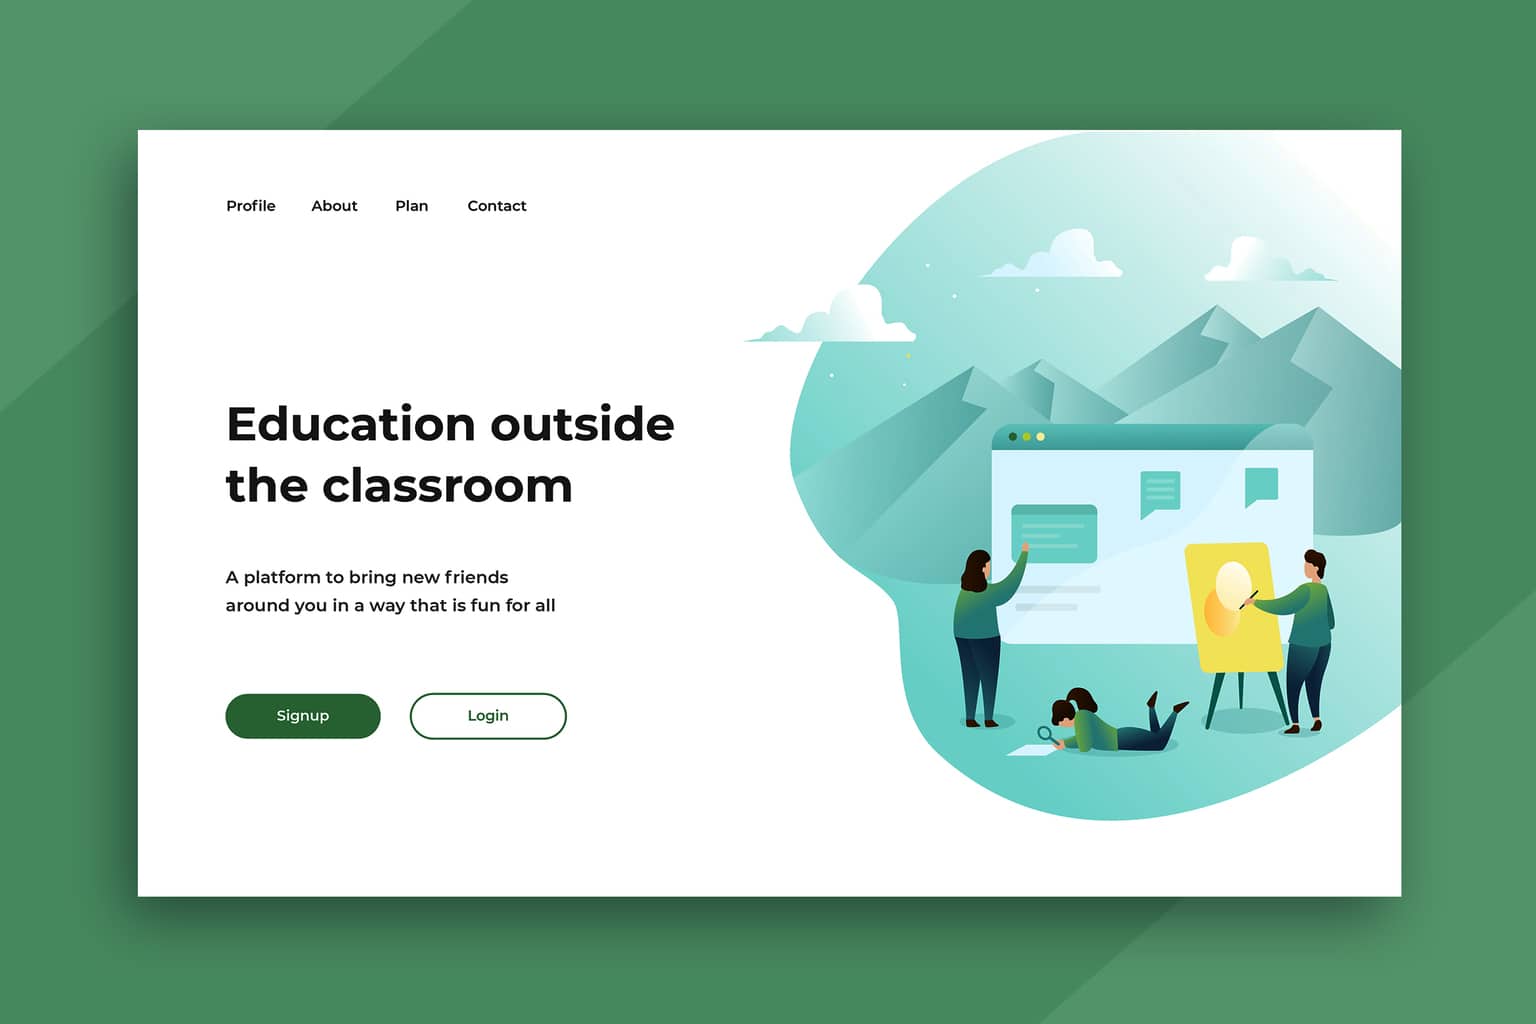 Profile About Plan Contact
Education outside
the classroom
A platform to bring new friends
around you in a way that is fun for all
Signup Login